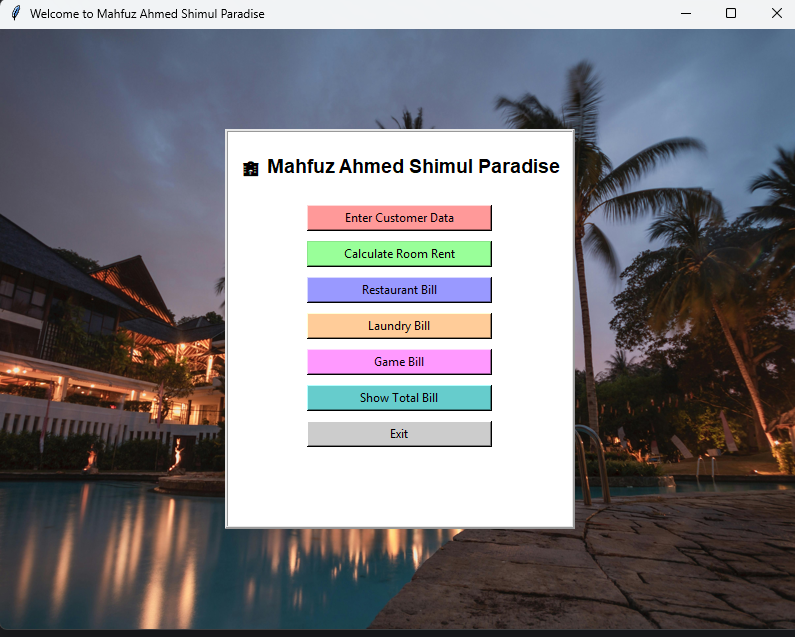 Welcome to Mahfuz Ahmed Shimul Paradise
Mahfuz Ahmed Shimul Paradise
Enter Customer Data
Calculate Room Rent
Restaurant Bill
Laundry Bill
Game Bill
Show Total Bill
Exit